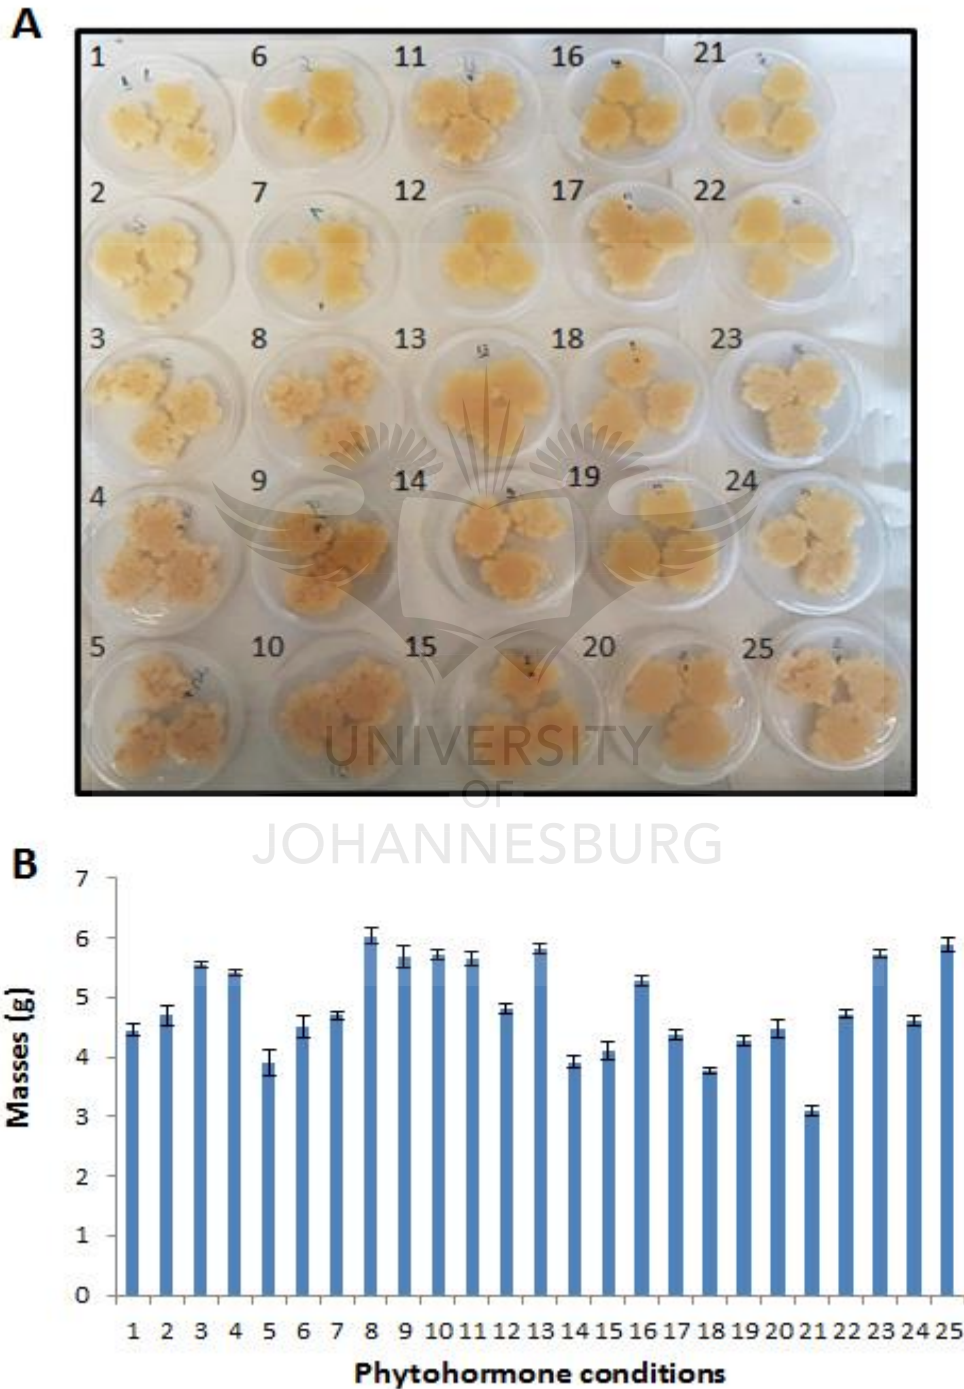 A
1 6 11 16 21
2 7 12 17 22
3 8 13 18 23
4 9 14 19 24
5 10 15 20 25
UNIVERSITY
OF
JOHANNESBURG
B
7
6
5
4
3
2
1
0
Masses (g)
1 2 3 4 5 6 7 8 9 10 11 12 13 14 15 16 17 18 19 20 21 22 23 24 25
Phytohormone conditions